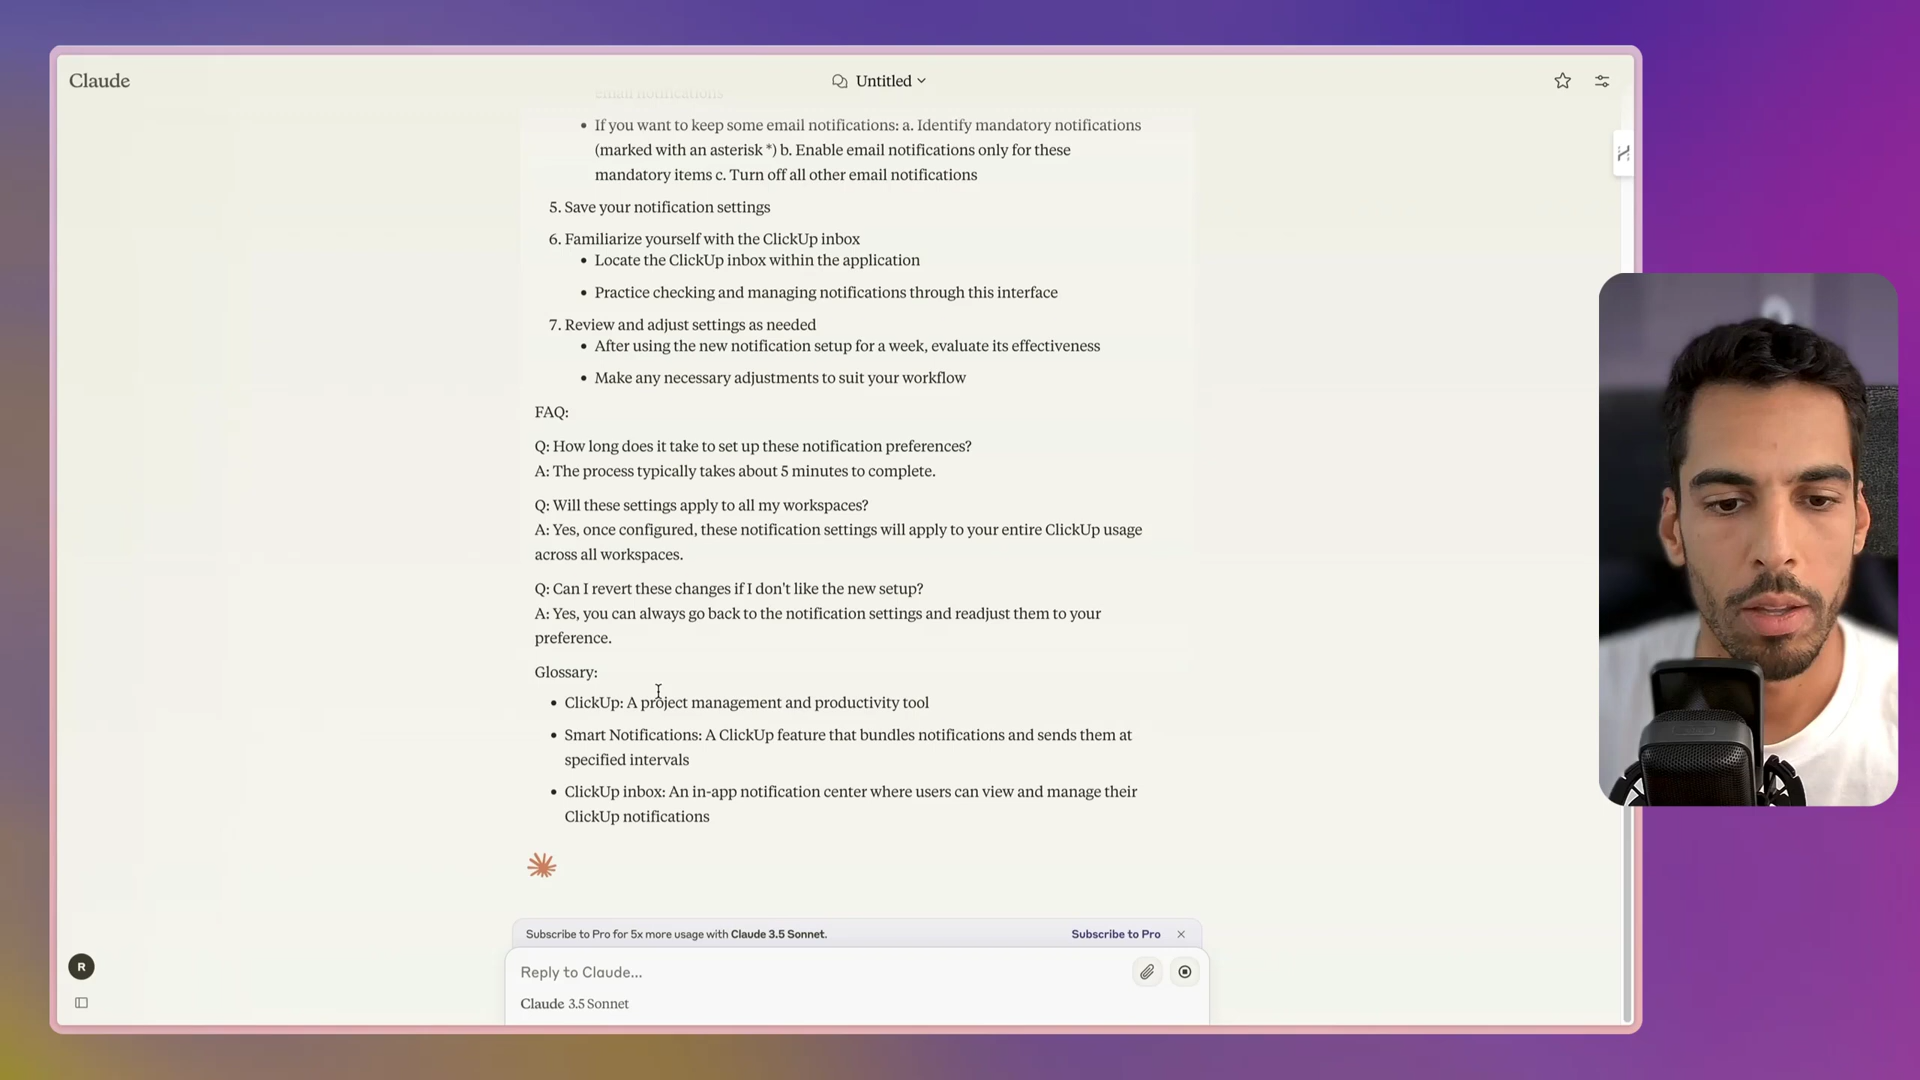 Claude
Untitled
email notifications
• If you want to keep some email notifications: a. Identify mandatory notifications
(marked with an asterisk *) b. Enable email notifications only for these
mandatory items c. Turn off all other email notifications
5. Save your notification settings
6. Familiarize yourself with the ClickUp inbox
• Locate the ClickUp inbox within the application
• Practice checking and managing notifications through this interface
7. Review and adjust settings as needed
• After using the new notification setup for a week, evaluate its effectiveness
• Make any necessary adjustments to suit your workflow
FAQ:
Q: How long does it take to set up these notification preferences?
A: The process typically takes about 5 minutes to complete.
Q: Will these settings apply to all my workspaces?
A: Yes, once configured, these notification settings will apply to your entire ClickUp usage
across all workspaces.
Q: Can I revert these changes if I don't like the new setup?
A: Yes, you can always go back to the notification settings and readjust them to your
preference.
Glossary:
• ClickUp: A project management and productivity tool
• Smart Notifications: A ClickUp feature that bundles notifications and sends them at
specified intervals
• ClickUp inbox: An in-app notification center where users can view and manage their
ClickUp notifications
Subscribe to Pro for 5x more usage with Claude 3.5 Sonnet.
Subscribe to Pro
R
Reply to Claude...
Claude 3.5 Sonnet